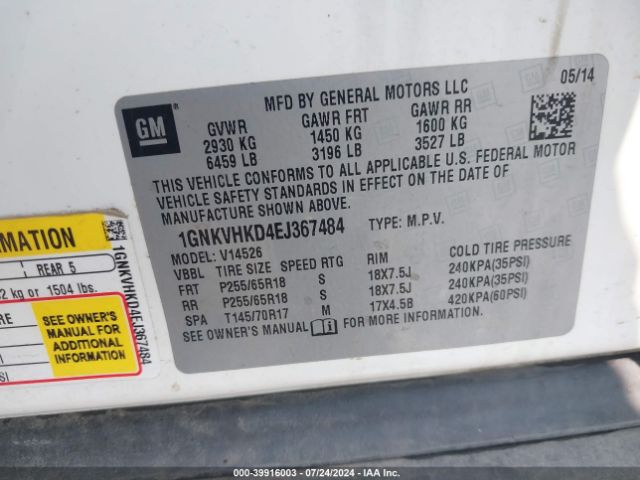 05/14
MFD BY GENERAL MOTORS LLC
GM
GVWR GAWR FRT GAWR RR
2930 KG 1450 KG 1600 KG
6459 LB 3196 LB 3527 LB
THIS VEHICLE CONFORMS TO ALL APPLICABLE U.S. FEDERAL MOTOR
VEHICLE SAFETY STANDARDS IN EFFECT ON THE DATE OF
MANUFACTURE SHOWN ABOVE.
1GNKVHKD4EJ367484 TYPE: M.P.V.
MODEL: V14526
VBBL TIRE SIZE SPEED RTG RIM COLD TIRE PRESSURE
FRT P255/65R18 S 18X7.5J 240KPA(35PSI)
RR P255/65R18 S 18X7.5J 240KPA(35PSI)
SPA T145/70R17 M 17X4.5B 420KPA(60PSI)
SEE OWNER'S MANUAL FOR MORE INFORMATION.
REAR 5
kg or 1504 lbs.
SEE OWNER'S
MANUAL FOR
ADDITIONAL
INFORMATION
1GNKVHKD4EJ367484
000-39916003 / 07/24/2024 / IAAI.com